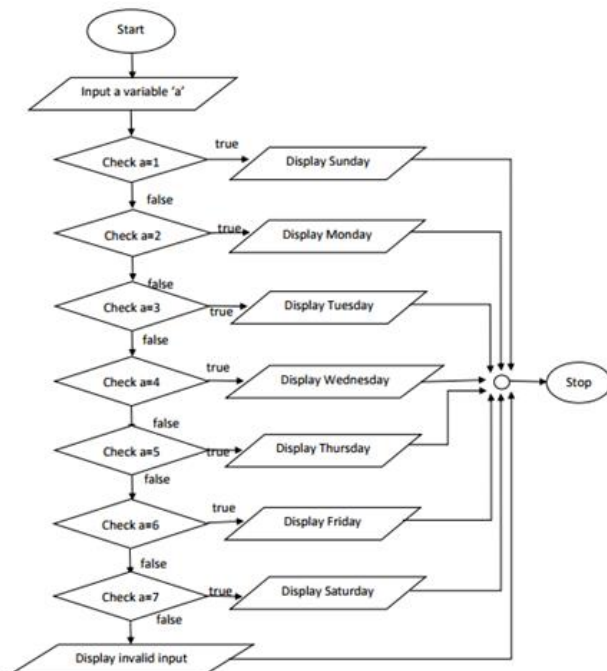 Start
Input a variable ‘a’
true
Check a=1
Display Sunday
false
Check a=2
true
Display Monday
false
Check a=3
true
Display Tuesday
false
true
Check a=4
Display Wednesday
Stop
false
Check a=5
true
Display Thursday
false
true
Check a=6
Display Friday
false
Check a=7
true
Display Saturday
false
Display invalid input